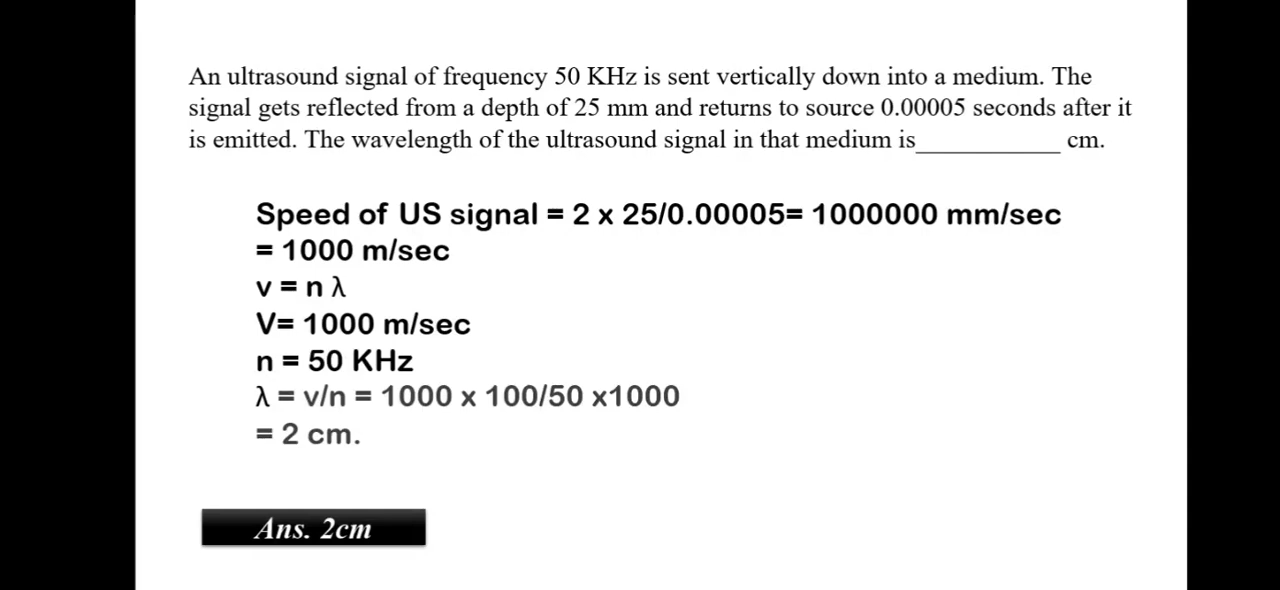 An ultrasound signal of frequency 50 KHz is sent vertically down into a medium. The
signal gets reflected from a depth of 25 mm and returns to source 0.00005 seconds after it
is emitted. The wavelength of the ultrasound signal in that medium is____________ cm.
Speed of US signal = 2 x 25/0.00005= 1000000 mm/sec
= 1000 m/sec
v = n λ
V= 1000 m/sec
n = 50 KHz
λ = v/n = 1000 x 100/50 x1000
= 2 cm.
Ans. 2cm